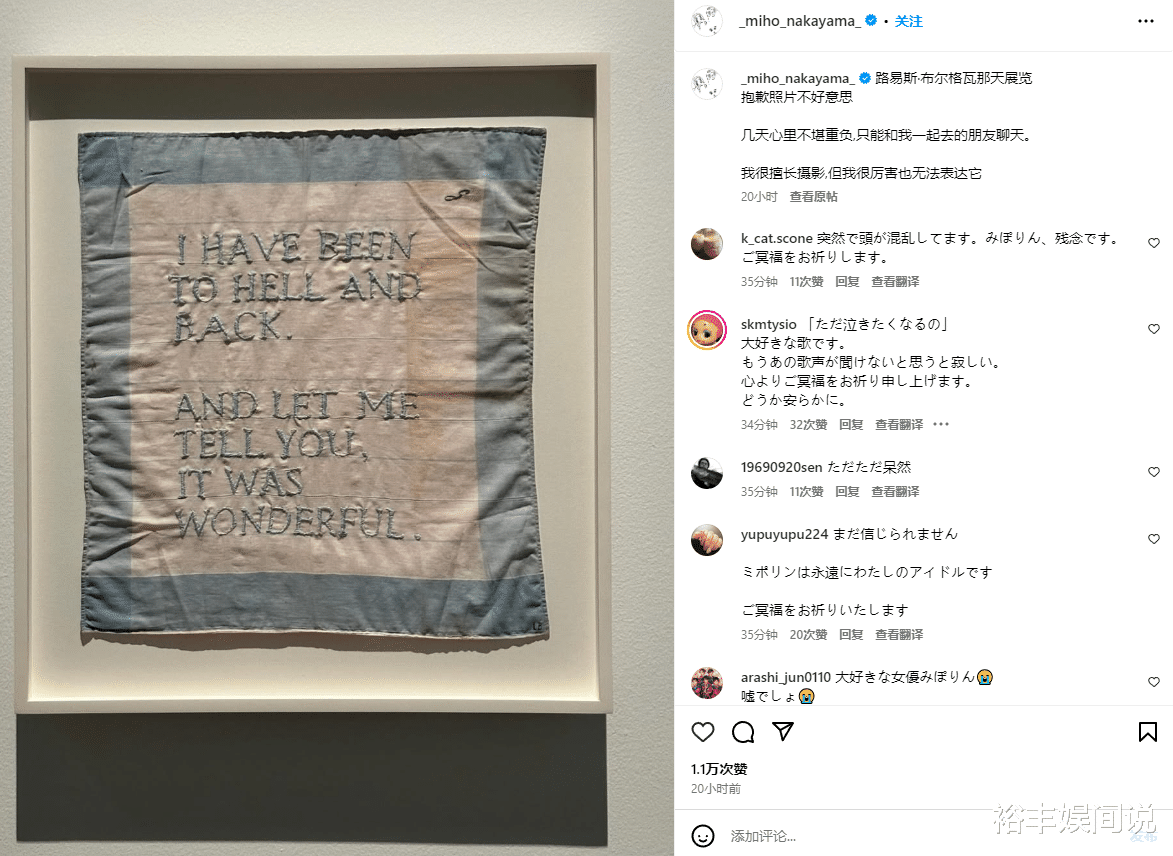 I HAVE BEEN
TO HELL AND
BACK.
AND LET ME
TELL YOU,
IT WAS
WONDERFUL.
LB
_miho_nakayama_ • 关注
_miho_nakayama_ 路易斯·布尔格瓦那天展览
抱歉照片不好意思
几天心里不堪重负,只能和我一起去的朋友聊天。
我很擅长摄影,但我很厉害也无法表达它
20小时 查看原帖
k_cat.scone 突然で頭が混乱してます。みぽりん、残念です。
ご冥福をお祈りします。
35分钟 11次赞 回复 查看翻译
skmtysio 「ただ泣きたくなるの」
大好きな歌です。
もうあの歌声が聞けないと思うと寂しい。
心よりご冥福をお祈り申し上げます。
どうか安らかに。
34分钟 32次赞 回复 查看翻译
19690920sen ただただ呆然
35分钟 11次赞 回复 查看翻译
yupuyupu224 まだ信じられません
ミポリンは永遠にわたしのアイドルです
ご冥福をお祈りいたします
35分钟 20次赞 回复 查看翻译
arashi_jun0110 大好きな女優みぽりん😭
嘘でしょ😭
1.1万次赞
20小时前
添加评论...
发布
裕丰娱间说